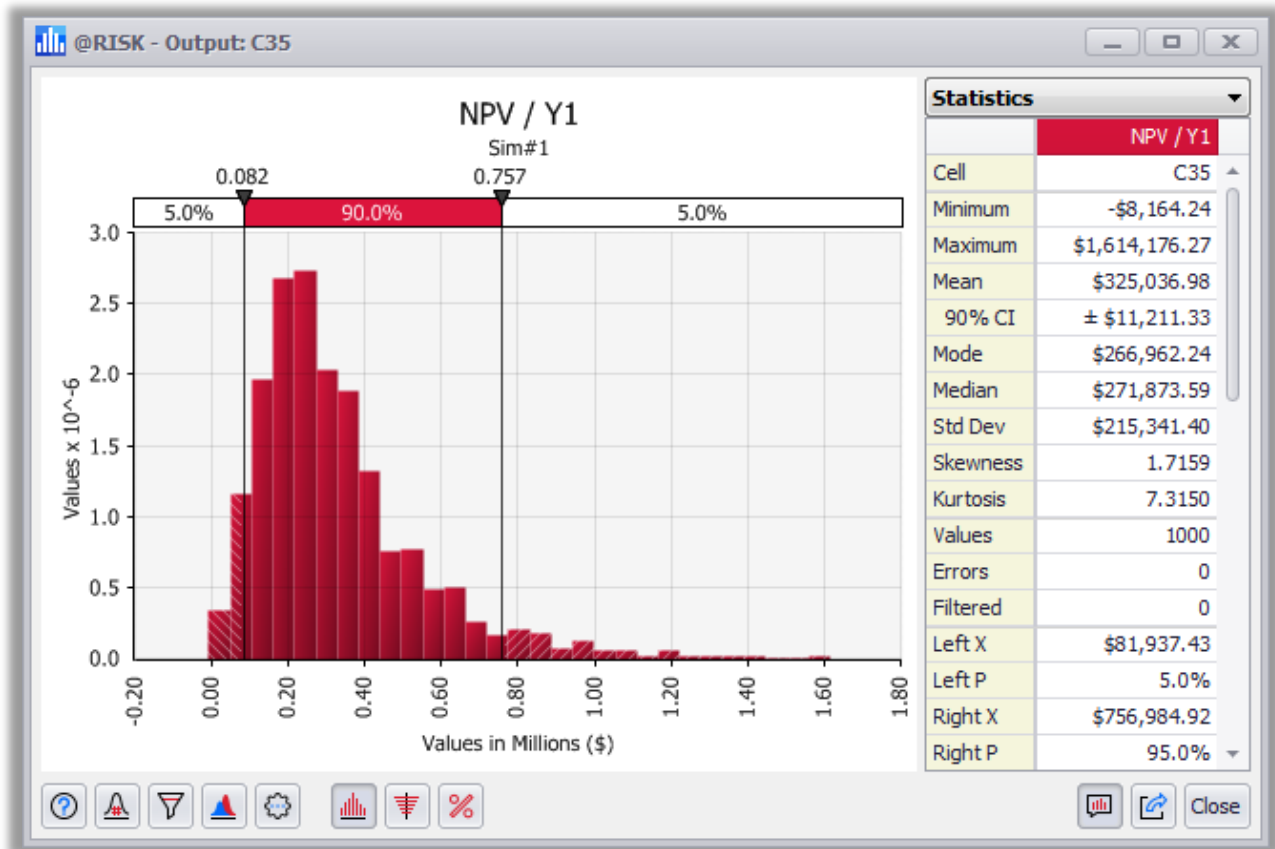 @RISK - Output: C35
NPV / Y1
Sim#1
0.082 0.757
5.0% 90.0% 5.0%
3.0
2.5
2.0
1.5
1.0
0.5
0.0
Values x 10^-6
-0.20 0.00 0.20 0.40 0.60 0.80 1.00 1.20 1.40 1.60 1.80
Values in Millions ($)
Statistics
NPV / Y1
Cell C35
Minimum -$8,164.24
Maximum $1,614,176.27
Mean $325,036.98
90% CI ± $11,211.33
Mode $266,962.24
Median $271,873.59
Std Dev $215,341.40
Skewness 1.7159
Kurtosis 7.3150
Values 1000
Errors 0
Filtered 0
Left X $81,937.43
Left P 5.0%
Right X $756,984.92
Right P 95.0%
Close